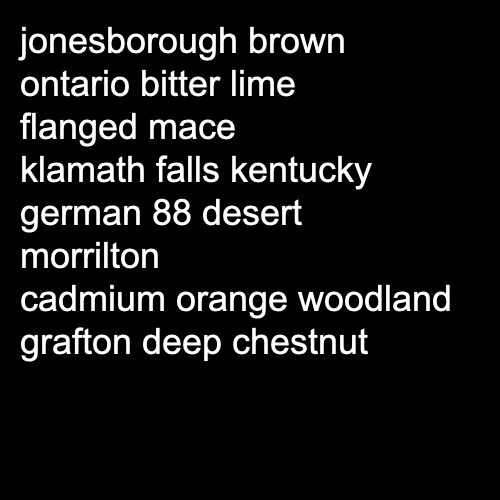 jonesborough brown
ontario bitter lime
flanged mace
klamath falls kentucky
german 88 desert
morrilton
cadmium orange woodland
grafton deep chestnut